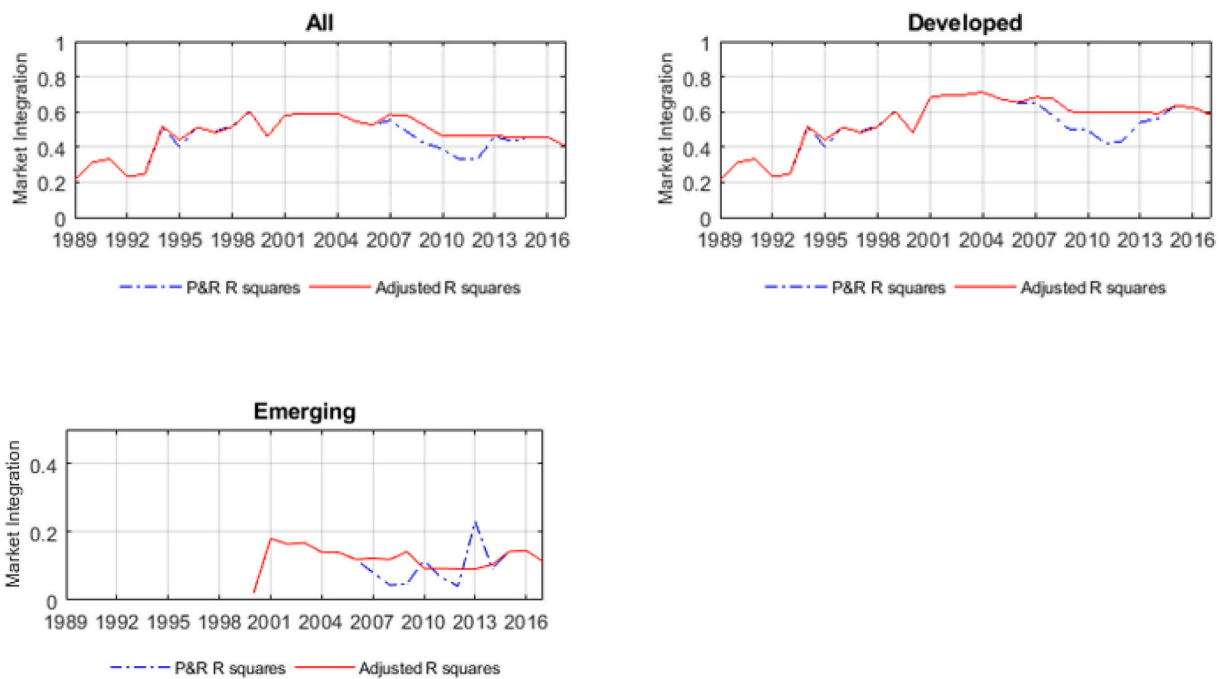 All
Market Integration
1
0.8
0.6
0.4
0.2
0
1989 1992 1995 1998 2001 2004 2007 2010 2013 2016
P&R R squares Adjusted R squares
Developed
Market Integration
1
0.8
0.6
0.4
0.2
0
1989 1992 1995 1998 2001 2004 2007 2010 2013 2016
P&R R squares Adjusted R squares
Emerging
Market Integration
0.4
0.2
0
1989 1992 1995 1998 2001 2004 2007 2010 2013 2016
P&R R squares Adjusted R squares